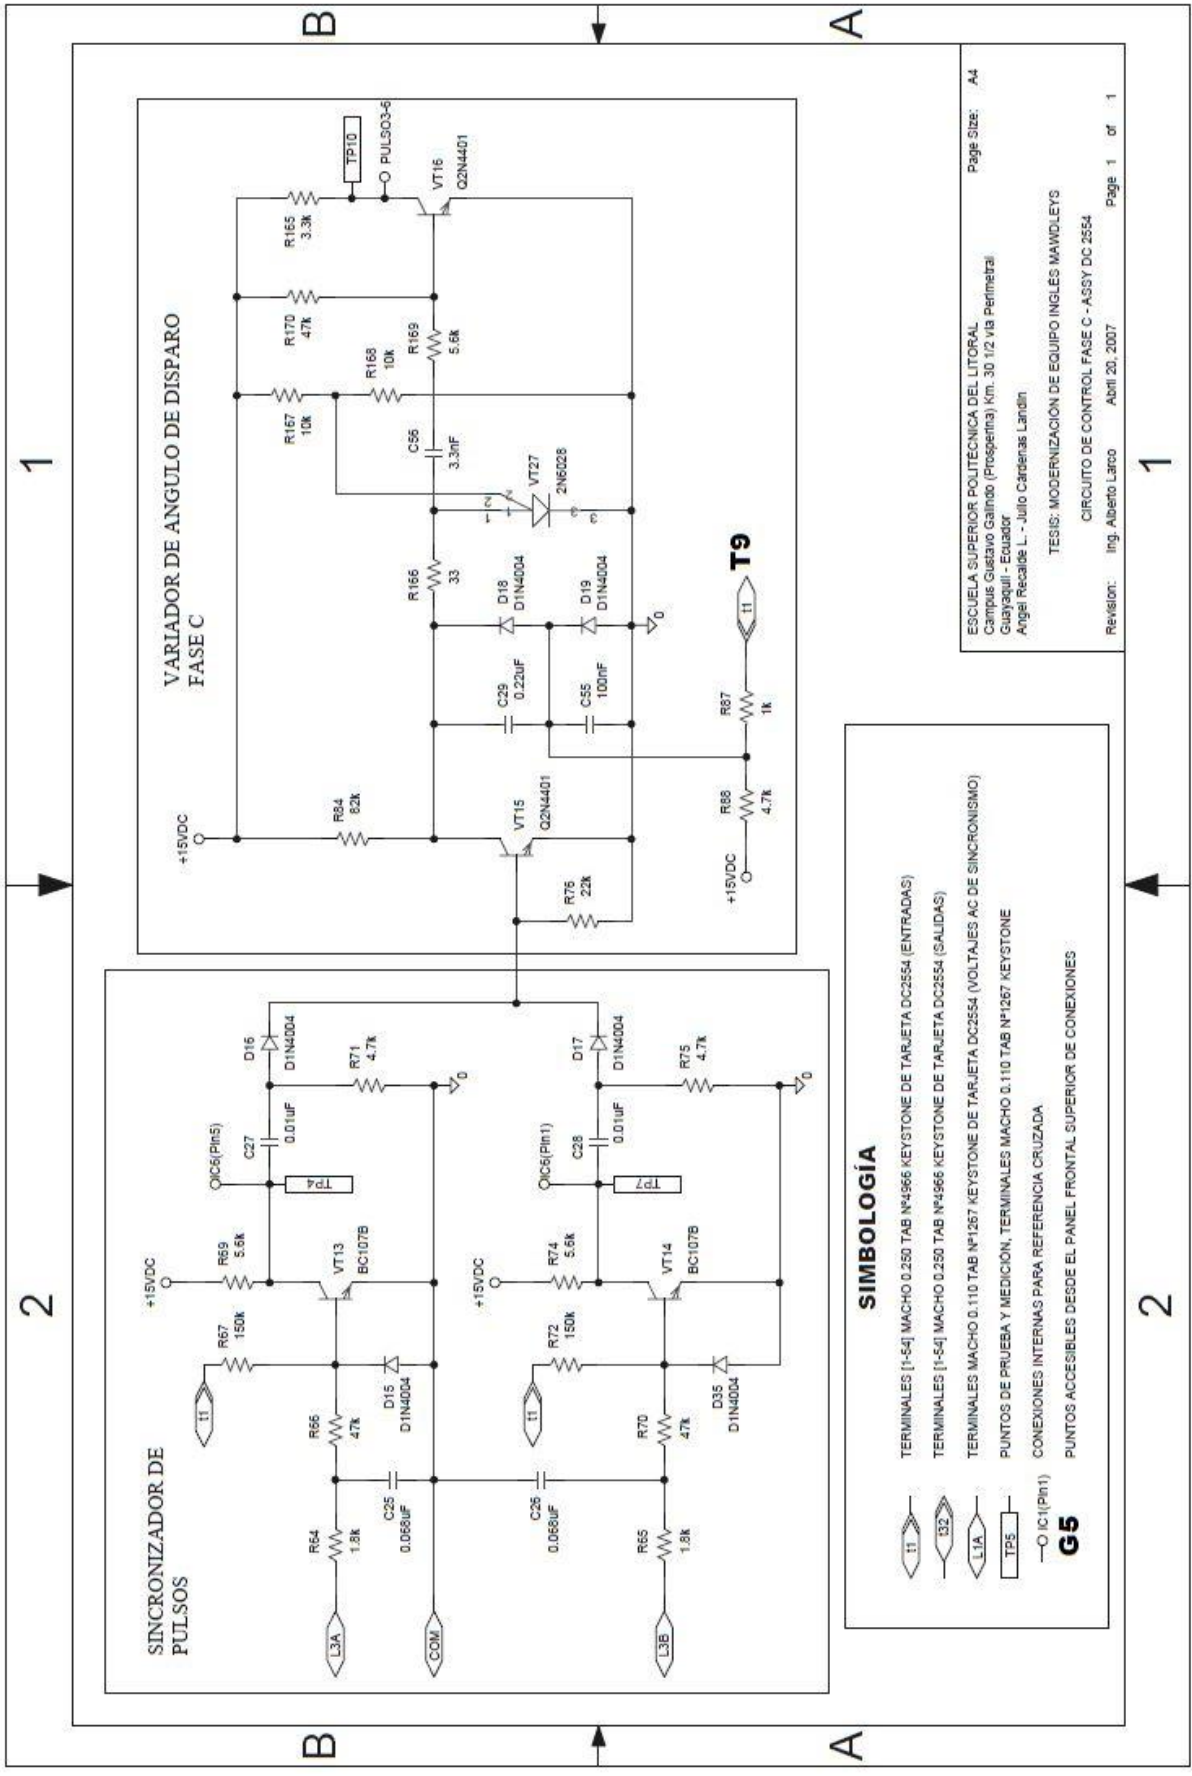 2
1
B
A
SINCRONIZADOR DE
PULSOS
L3A
R64
1.8k
C25
0.068uF
R66
47k
D15
D1N4004
t1
R67
150k
+15VDC
R69
5.6k
VT13
BC107B
IC6(Pin5)
TP4
C27
0.01uF
D16
D1N4004
R71
4.7k
0
COM
C26
0.068uF
L3B
R65
1.8k
R70
47k
D35
D1N4004
t1
R72
150k
+15VDC
R74
5.6k
VT14
BC107B
IC6(Pin1)
TP7
C28
0.01uF
D17
D1N4004
R75
4.7k
0
VARIADOR DE ANGULO DE DISPARO
FASE C
+15VDC
R84
82k
R76
22k
VT15
Q2N4401
C29
0.22uF
C55
100nF
D18
D1N4004
D19
D1N4004
0
R166
33
VT27
2N6028
1
2
3
C56
3.3nF
R167
10k
R168
10k
R169
5.6k
R170
47k
R165
3.3k
TP10
PULSO3-6
VT16
Q2N4401
+15VDC
R88
4.7k
R87
1k
t1
T9
SIMBOLOGÍA
t1 TERMINALES [1-54] MACHO 0.250 TAB Nº4966 KEYSTONE DE TARJETA DC2554 (ENTRADAS)
t32 TERMINALES [1-54] MACHO 0.250 TAB Nº4966 KEYSTONE DE TARJETA DC2554 (SALIDAS)
L1A TERMINALES MACHO 0.110 TAB Nº1267 KEYSTONE DE TARJETA DC2554 (VOLTAJES AC DE SINCRONISMO)
TP5 PUNTOS DE PRUEBA Y MEDICIÓN, TERMINALES MACHO 0.110 TAB Nº1267 KEYSTONE
IC1(Pin1) CONEXIONES INTERNAS PARA REFERENCIA CRUZADA
G5 PUNTOS ACCESIBLES DESDE EL PANEL FRONTAL SUPERIOR DE CONEXIONES
ESCUELA SUPERIOR POLITÉCNICA DEL LITORAL Page Size: A4
Campus Gustavo Galindo (Prosperina) Km. 30 1/2 vía Perimetral
Guayaquil - Ecuador
Angel Recalde L. - Julio Cárdenas Landin
TESIS: MODERNIZACIÓN DE EQUIPO INGLÉS MAWDLEYS
CIRCUITO DE CONTROL FASE C - ASSY DC 2554
Revision: Ing. Alberto Larco Abril 20, 2007 Page 1 of 1
B
A
2
1